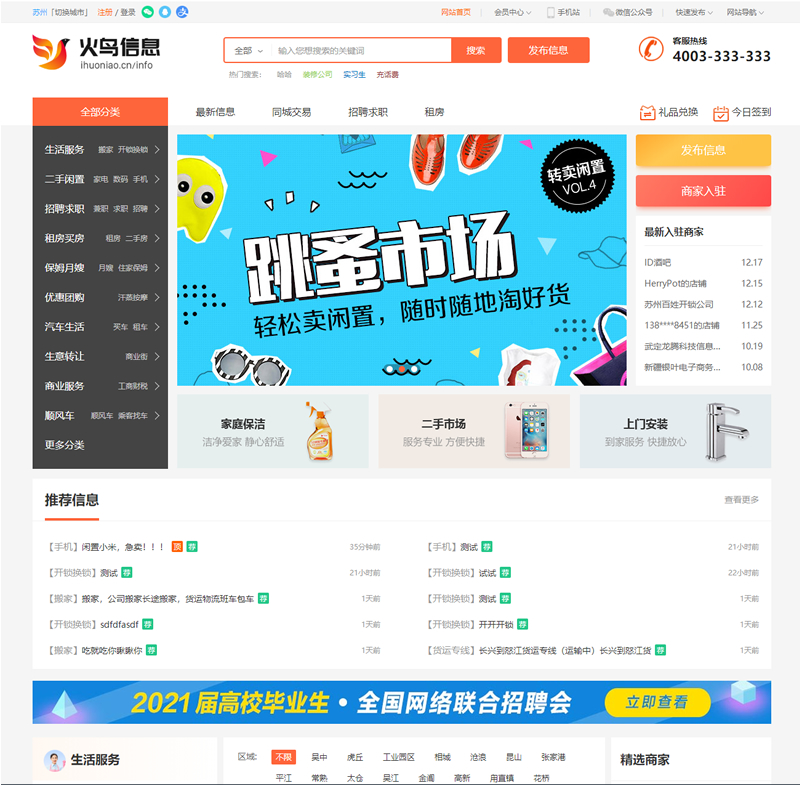 苏州「切换城市」 注册 / 登录
网站首页 会员中心 手机站 微信公众号 快速发布 网站导航
火鸟信息
ihuoniao.cn/info
全部 输入您想搜索的关键词 搜索 发布信息
热门搜索: 哈哈 装修公司 实习生 充话费
客服热线
4003-333-333
全部分类 最新信息 同城交易 招聘求职 租房 礼品兑换 今日签到
生活服务 搬家 开锁换锁
二手闲置 家电 数码 手机
招聘求职 兼职 求职 招聘
租房买房 租房 二手房
保姆月嫂 月嫂 住家保姆
优惠团购 汗蒸按摩
汽车生活 买车 租车
生意转让 商业街
商业服务 工商财税
顺风车 顺风车 乘客找车
更多分类
转卖闲置
VOL.4
跳蚤市场
轻松卖闲置，随时随地淘好货
发布信息
商家入驻
最新入驻商家
ID酒吧 12.17
HerryPot的店铺 12.15
苏州百姓开锁公司 12.12
138****8451的店铺 11.25
武定龙腾科技信息... 10.19
新疆银叶电子商务... 10.08
家庭保洁
洁净爱家 静心舒适
二手市场
服务专业 方便快捷
上门安装
到家服务 快捷放心
推荐信息 查看更多
【手机】闲置小米，急卖！！！ 顶 荐 35分钟前
【手机】测试 荐 21小时前
【开锁换锁】测试 荐 21小时前
【开锁换锁】试试 荐 22小时前
【搬家】搬家，公司搬家长途搬家，货运物流班车包车 荐 1天前
【开锁换锁】测试 荐 1天前
【开锁换锁】sdfdfasdf 荐 1天前
【开锁换锁】开开开锁 荐 1天前
【搬家】吃就吃你啾啾你 荐 1天前
【货运专线】长兴到怒江货运专线（运输中）长兴到怒江货 荐 1天前
2021届高校毕业生·全国网络联合招聘会 立即查看
生活服务
区域: 不限 吴中 虎丘 工业园区 相城 沧浪 昆山 张家港
平江 常熟 太仓 吴江 金阊 高新 甪直镇 花桥
精选商家